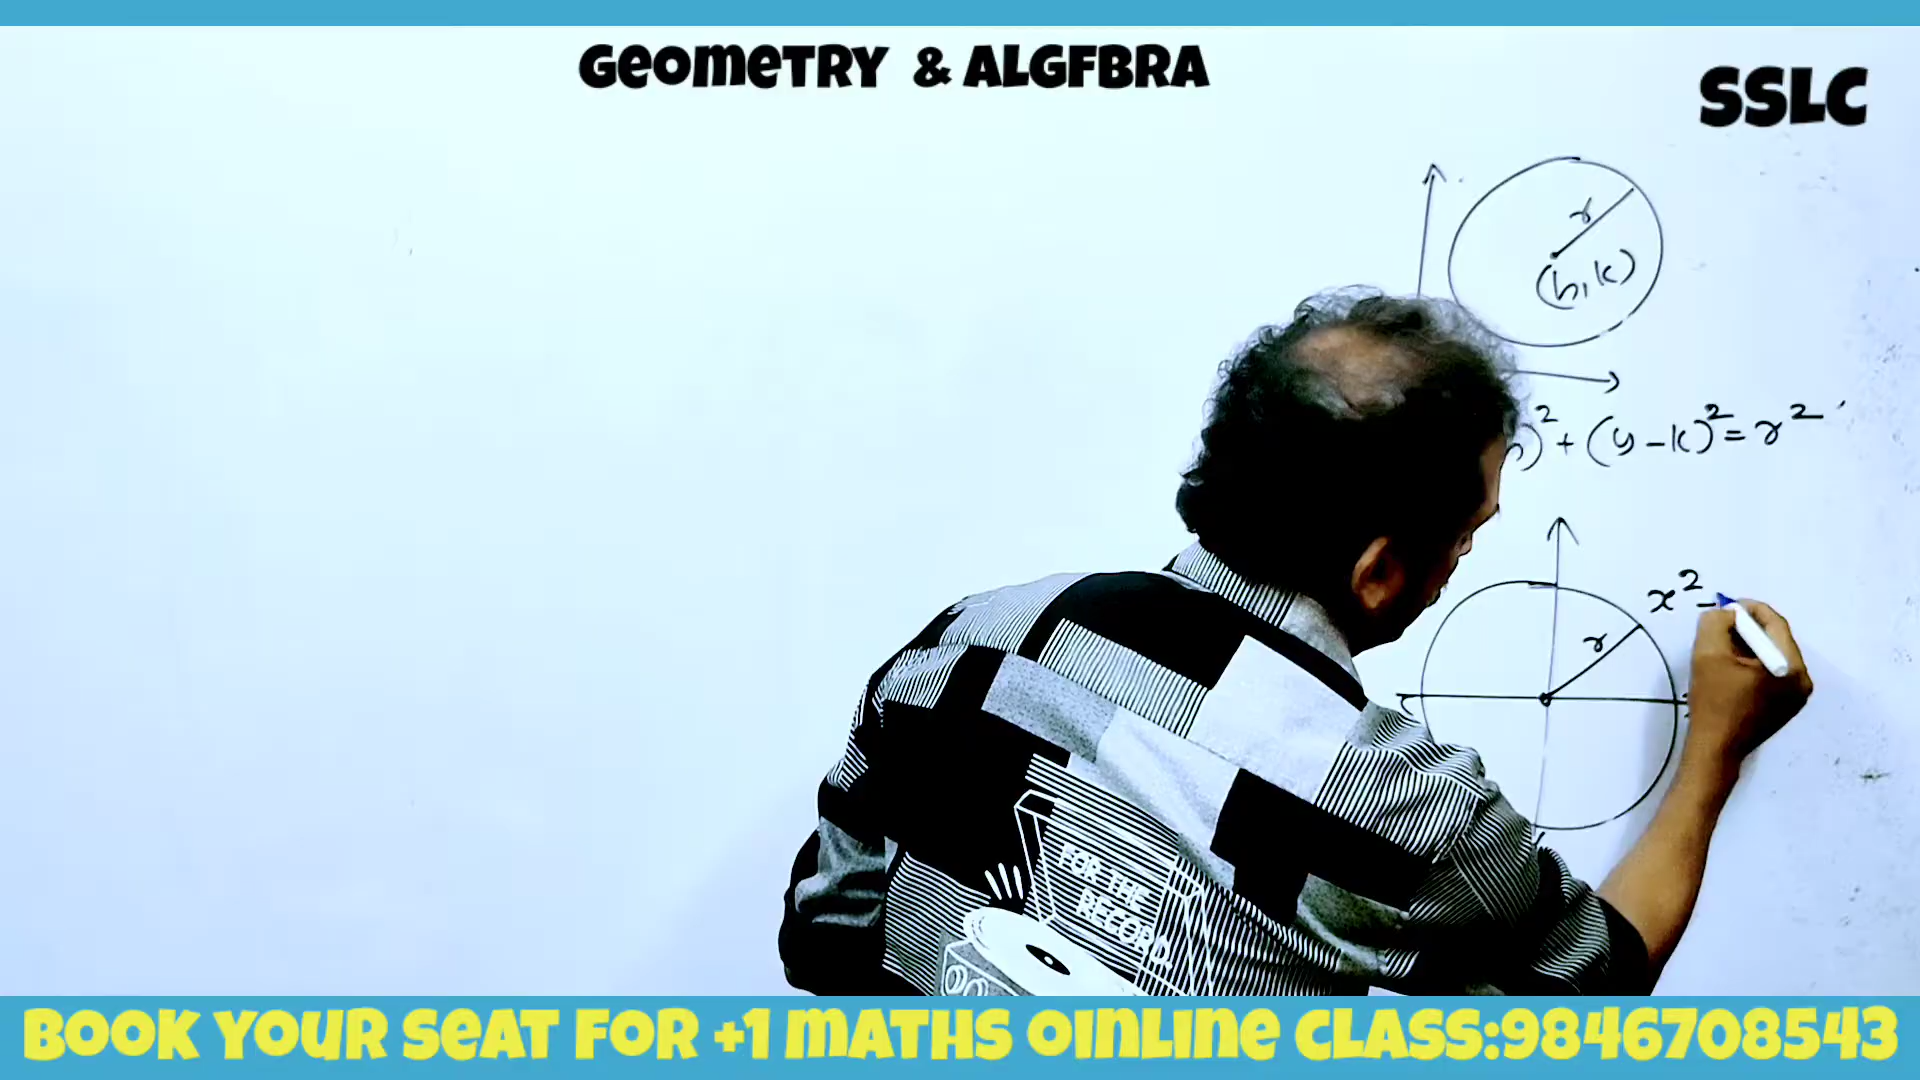 GEOMETRY & ALGFBRA
SSLC
r
(h,k)
)² + (y-k)² = r²
x²
r
FOR THE
RECORD.
BOOK YOUR SEAT FOR +1 MATHS OINLINE CLASS:9846708543